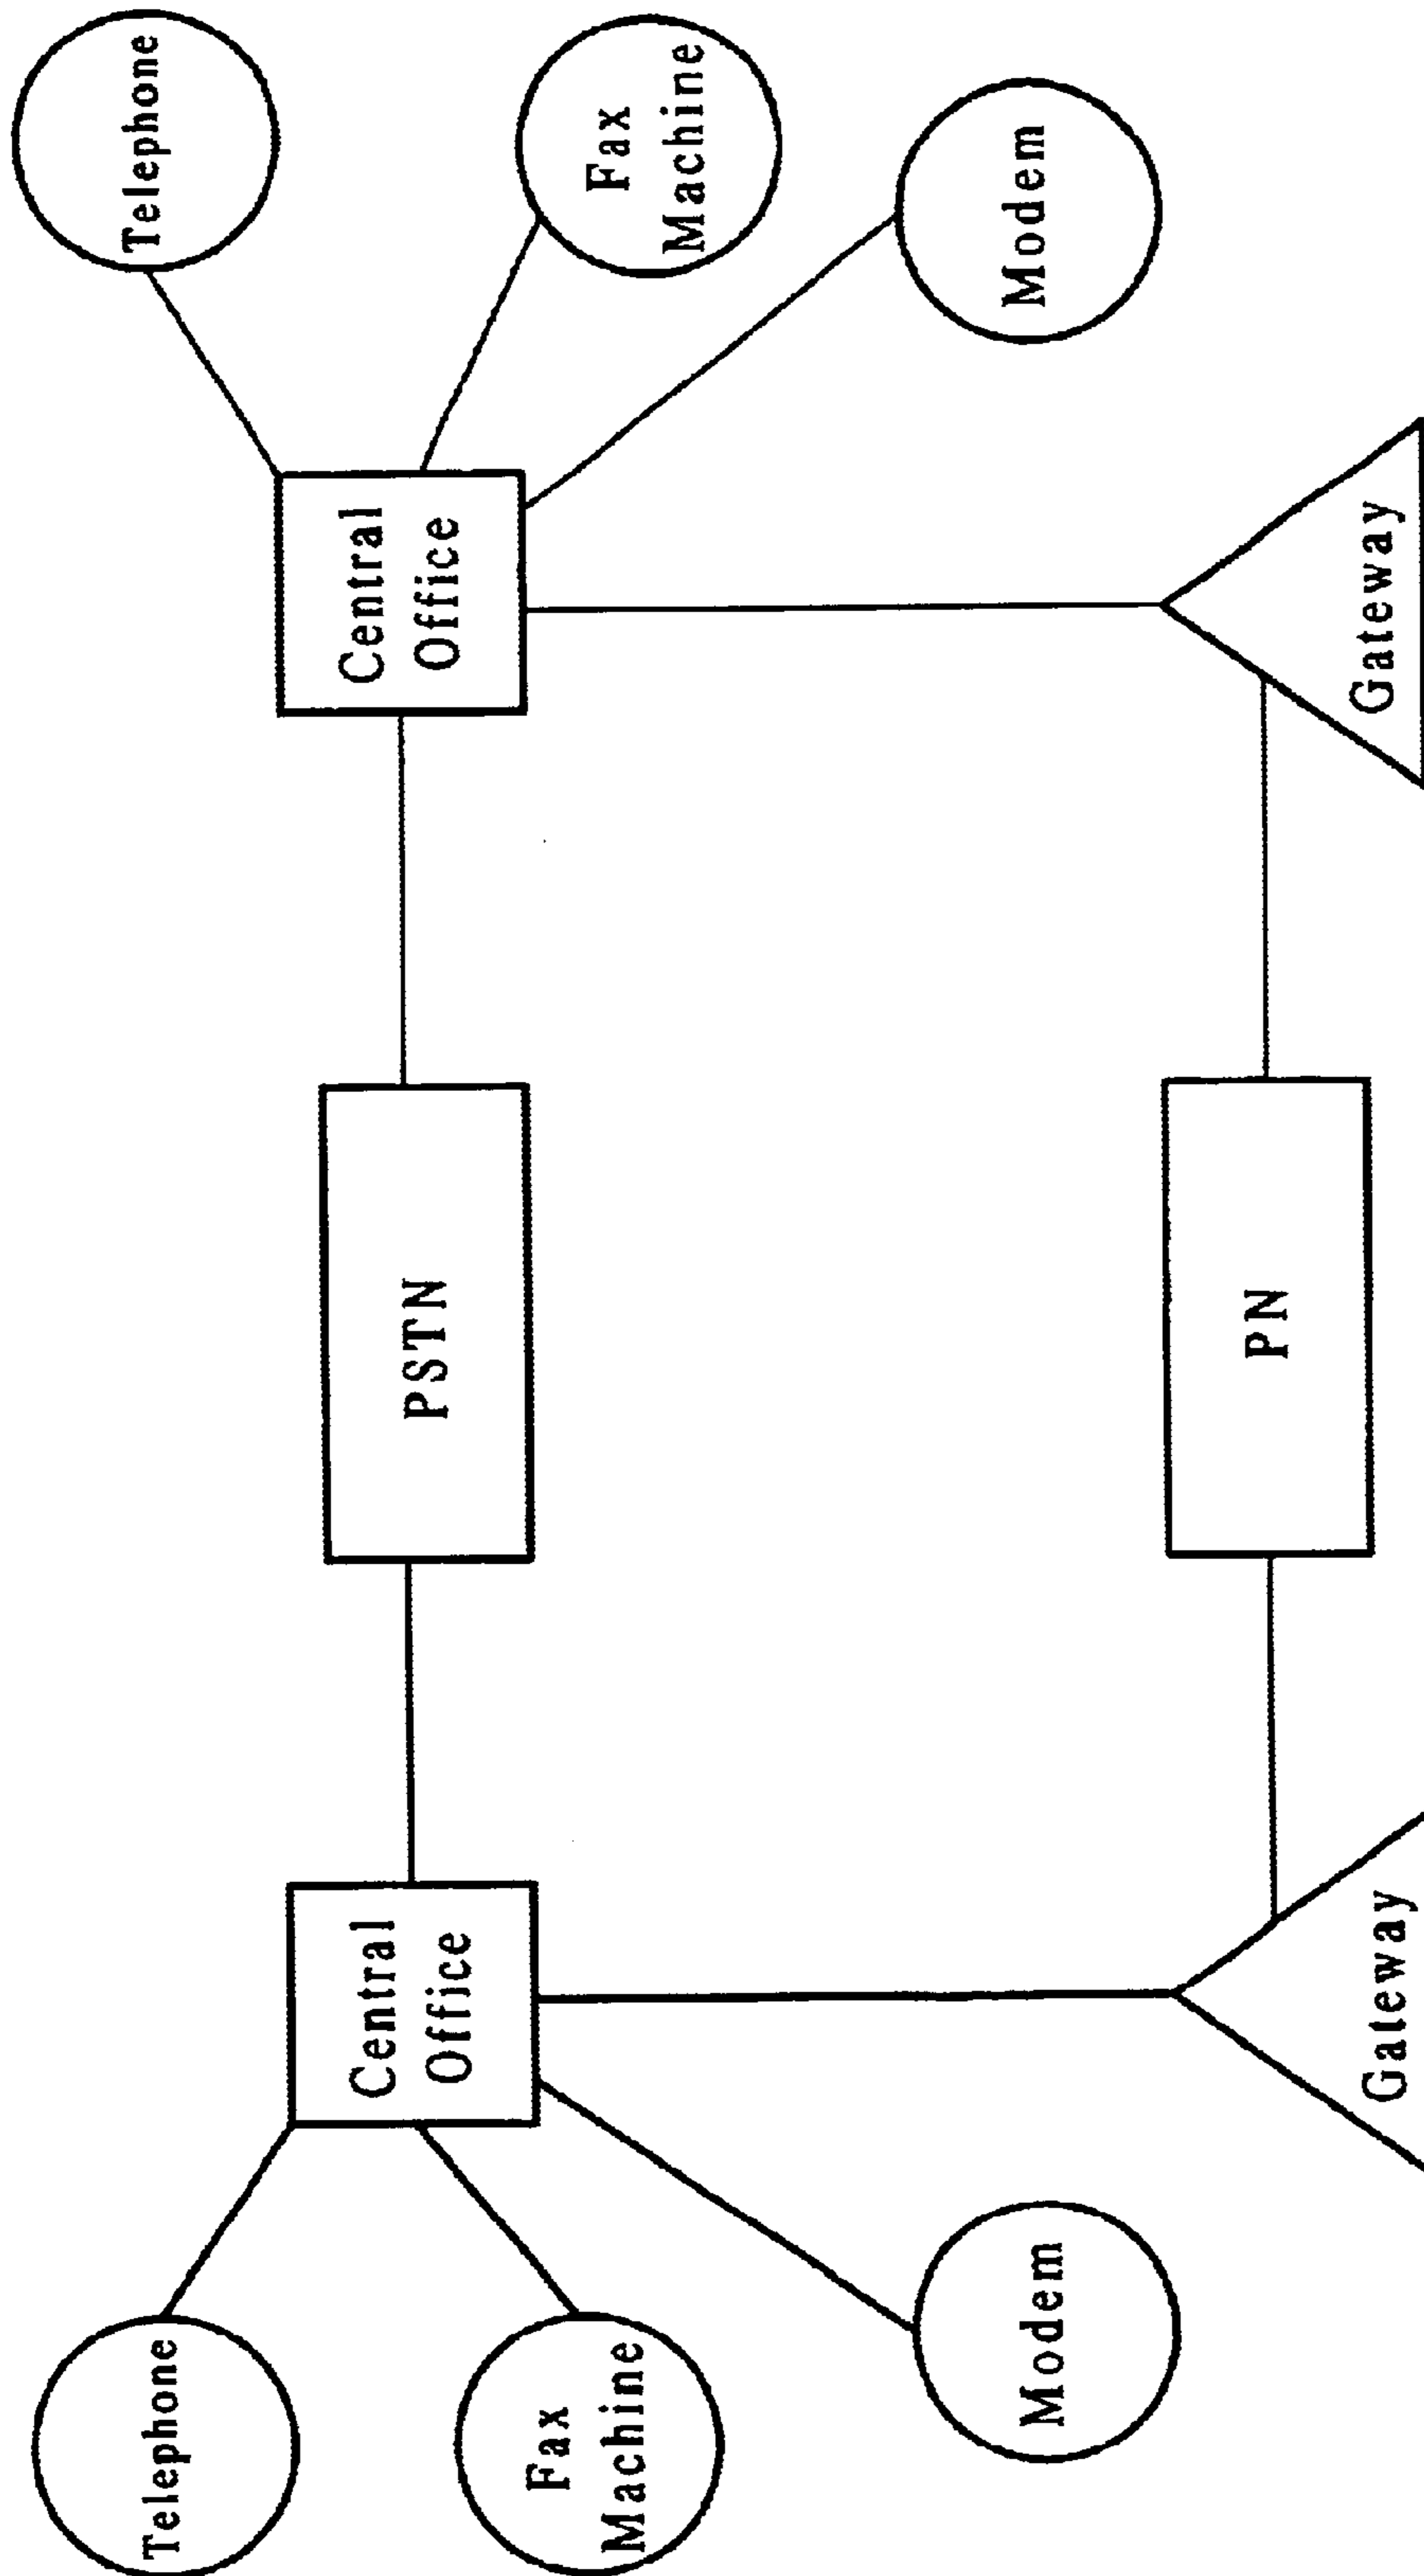 Telephone
Telephone
Central
Office
PSTN
Central
Office
Fax
Machine
Fax
Machine
Modem
Modem
PN
Gateway
Gateway